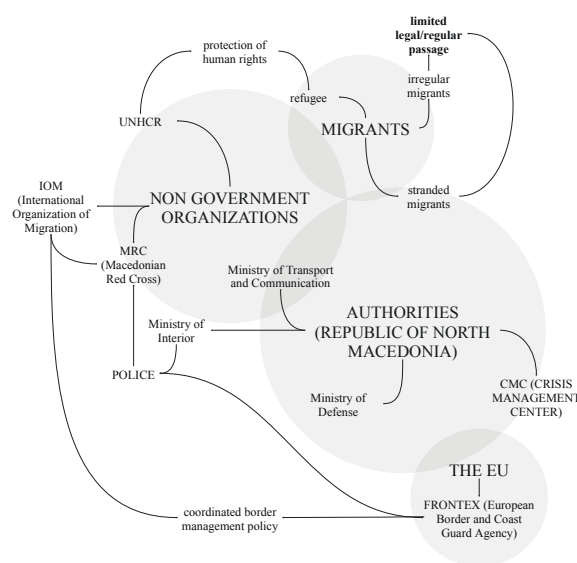 limited
legal/regular
passage
protection of
human rights
irregular
migrants
refugee
UNHCR
MIGRANTS
IOM
(International
Organization of
Migration)
NON GOVERNMENT
ORGANIZATIONS
stranded
migrants
MRC
(Macedonian
Red Cross)
Ministry of Transport
and Communication
AUTHORITIES
(REPUBLIC OF NORTH
MACEDONIA)
Ministry of
Interior
POLICE
CMC (CRISIS
MANAGEMENT
CENTER)
Ministry of
Defense
THE EU
FRONTEX (European
Border and Coast
Guard Agency)
coordinated border
management policy